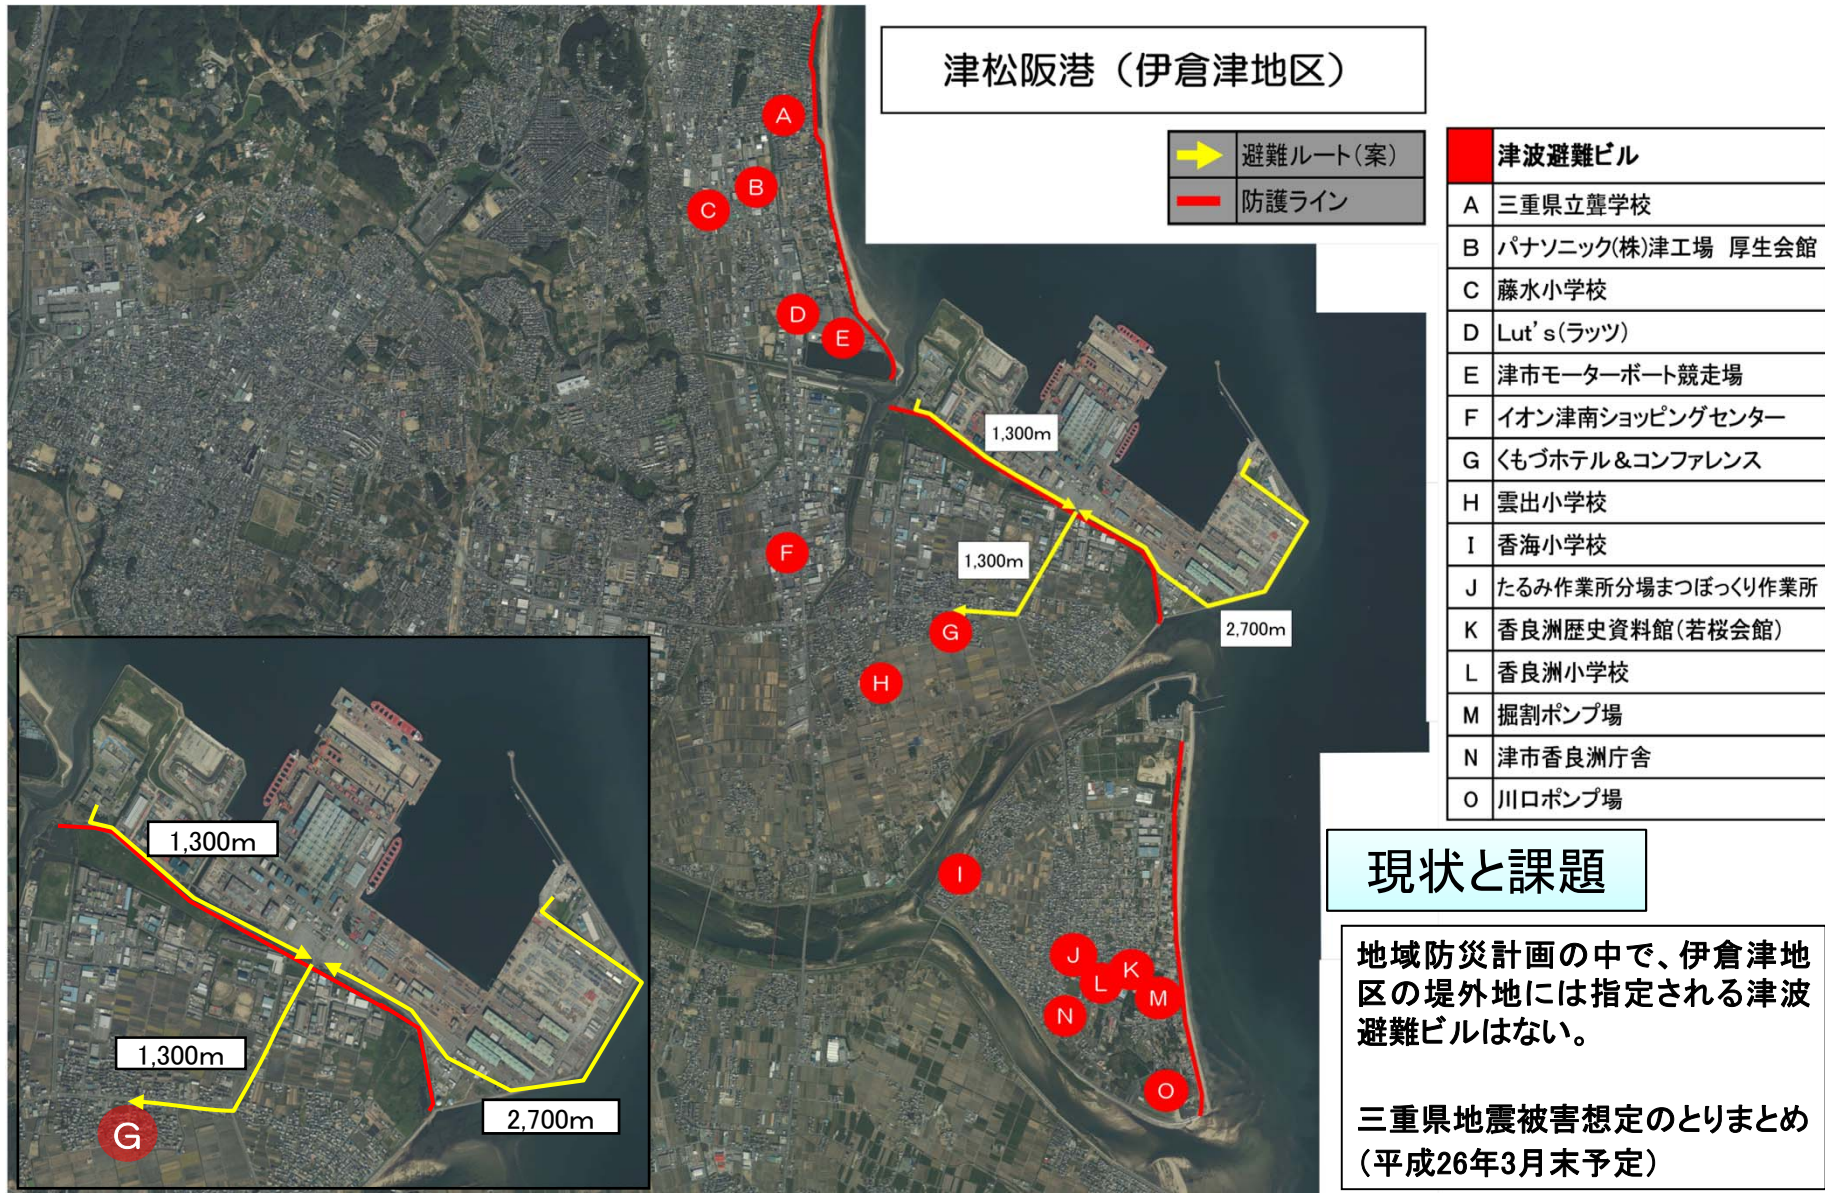 津松阪港（伊倉津地区）
避難ルート（案）
防護ライン
津波避難ビル
A 三重県立聾学校
B パナソニック(株)津工場 厚生会館
C 藤水小学校
D Lut's(ラッツ)
E 津市モーターボート競走場
F イオン津南ショッピングセンター
G くもづホテル&コンファレンス
H 雲出小学校
I 香海小学校
J たるみ作業所分場まつぼっくり作業所
K 香良洲歴史資料館(若桜会館)
L 香良洲小学校
M 掘割ポンプ場
N 津市香良洲庁舎
O 川口ポンプ場
A
B
C
D
E
1,300m
F
1,300m
G
2,700m
H
I
J
K
L
M
N
O
1,300m
1,300m
2,700m
G
現状と課題
地域防災計画の中で、伊倉津地
区の堤外地には指定される津波
避難ビルはない。
三重県地震被害想定のとりまとめ
（平成26年3月末予定）